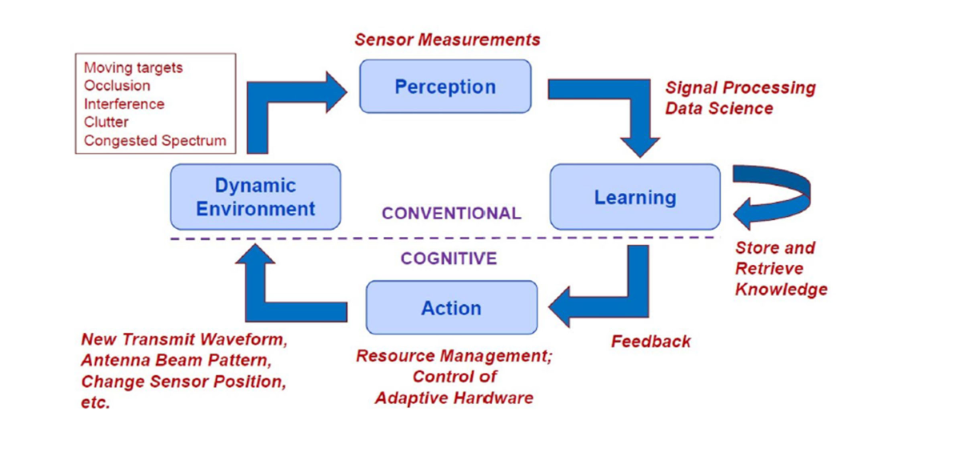 Sensor Measurements
Moving targets
Occlusion
Interference
Clutter
Congested Spectrum
Perception
Signal Processing
Data Science
Dynamic
Environment
Learning
CONVENTIONAL
COGNITIVE
Store and
Retrieve
Knowledge
Action
Feedback
New Transmit Waveform,
Antenna Beam Pattern,
Change Sensor Position,
etc.
Resource Management;
Control of
Adaptive Hardware